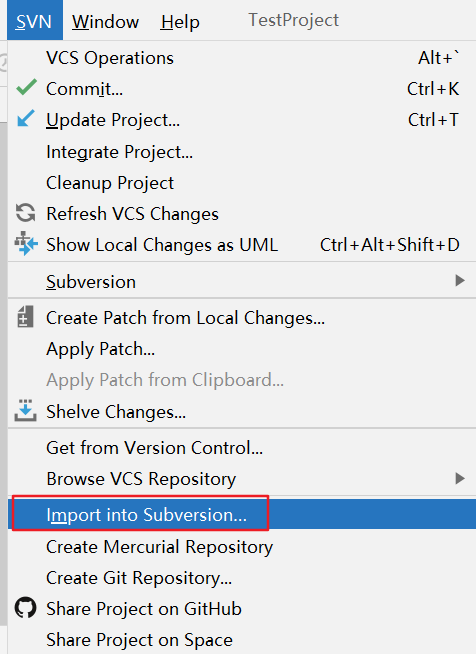 SVN Window Help TestProject
VCS Operations Alt+`
Commit... Ctrl+K
Update Project... Ctrl+T
Integrate Project...
Cleanup Project
Refresh VCS Changes
Show Local Changes as UML Ctrl+Alt+Shift+D
Subversion
Create Patch from Local Changes...
Apply Patch...
Apply Patch from Clipboard...
Shelve Changes...
Get from Version Control...
Browse VCS Repository
Import into Subversion...
Create Mercurial Repository
Create Git Repository...
Share Project on GitHub
Share Project on Space